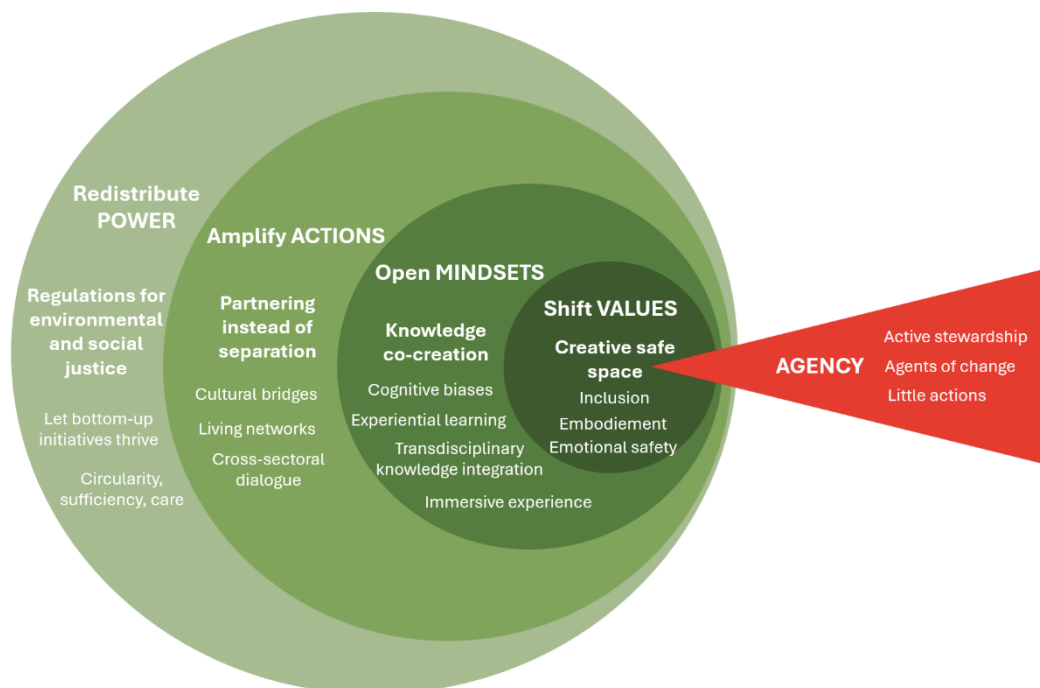 Redistribute
POWER
Regulations for
environmental
and social
justice
Let bottom-up
initiatives thrive
Circularity,
sufficiency, care
Amplify ACTIONS
Partnering
instead of
separation
Cultural bridges
Living networks
Cross-sectoral
dialogue
Open MINDSETS
Knowledge
co-creation
Cognitive biases
Experiential learning
Transdisciplinary
knowledge integration
Immersive experience
Shift VALUES
Creative safe
space
Inclusion
Embodiement
Emotional safety
AGENCY
Active stewardship
Agents of change
Little actions